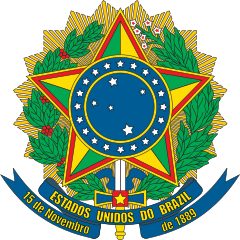 ESTADOS UNIDOS DO BRAZIL
15 de Novembro
de 1889